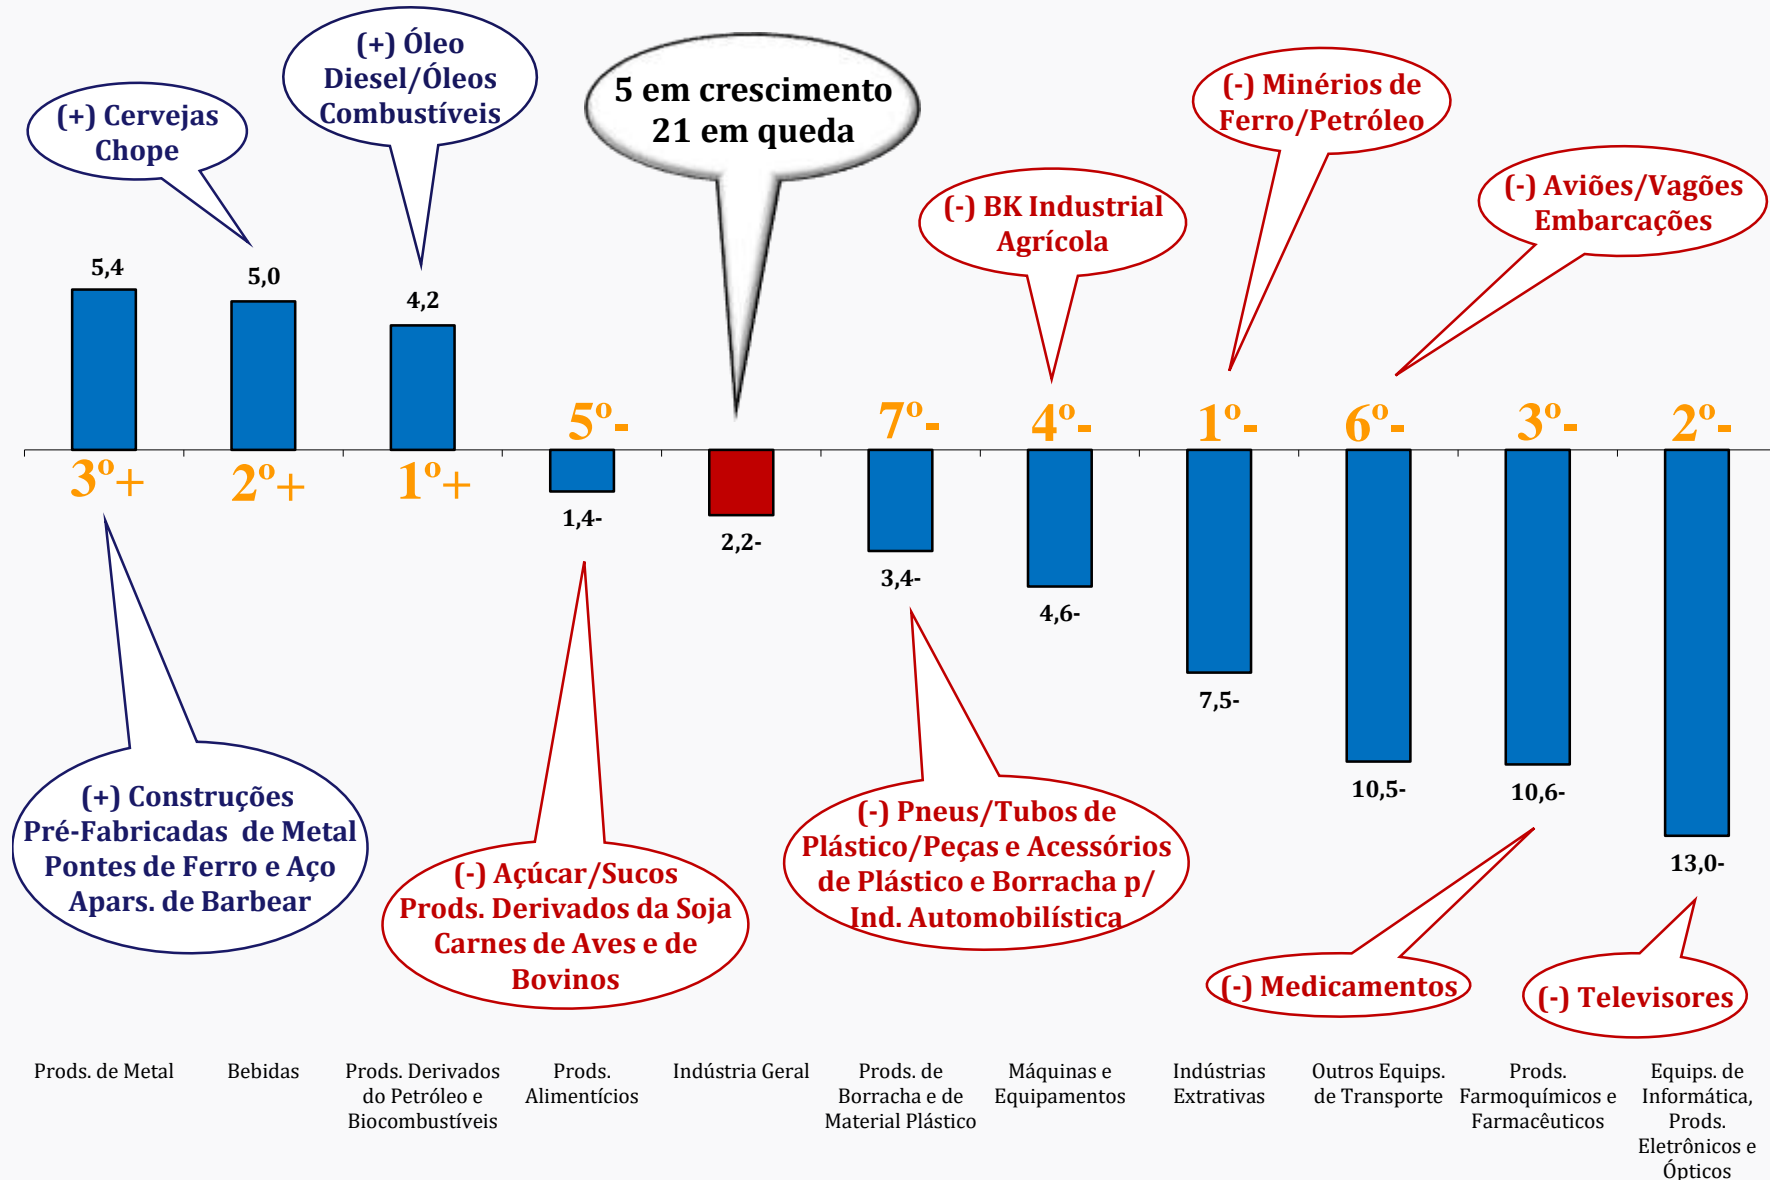 (+) Óleo
Diesel/Óleos
Combustíveis
(+) Cervejas
Chope
5 em crescimento
21 em queda
(-) Minérios de
Ferro/Petróleo
(-) BK Industrial
Agrícola
(-) Aviões/Vagões
Embarcações
5,4
5,0
4,2
5º-
7º-
4º-
1º-
6º-
3º-
2º-
3º+
2º+
1º+
1,4-
2,2-
3,4-
4,6-
7,5-
10,5-
10,6-
13,0-
(+) Construções
Pré-Fabricadas  de Metal
Pontes de Ferro e Aço
Apars. de Barbear
(-) Açúcar/Sucos
Prods. Derivados da Soja
Carnes de Aves e de
Bovinos
(-) Pneus/Tubos de
Plástico/Peças e Acessórios
de Plástico e Borracha p/
Ind. Automobilística
(-) Medicamentos
(-) Televisores
Prods. de Metal
Bebidas
Prods. Derivados
do Petróleo e
Biocombustíveis
Prods.
Alimentícios
Indústria Geral
Prods. de
Borracha e de
Material Plástico
Máquinas e
Equipamentos
Indústrias
Extrativas
Outros Equips.
de Transporte
Prods.
Farmoquímicos e
Farmacêuticos
Equips. de
Informática,
Prods.
Eletrônicos e
Ópticos